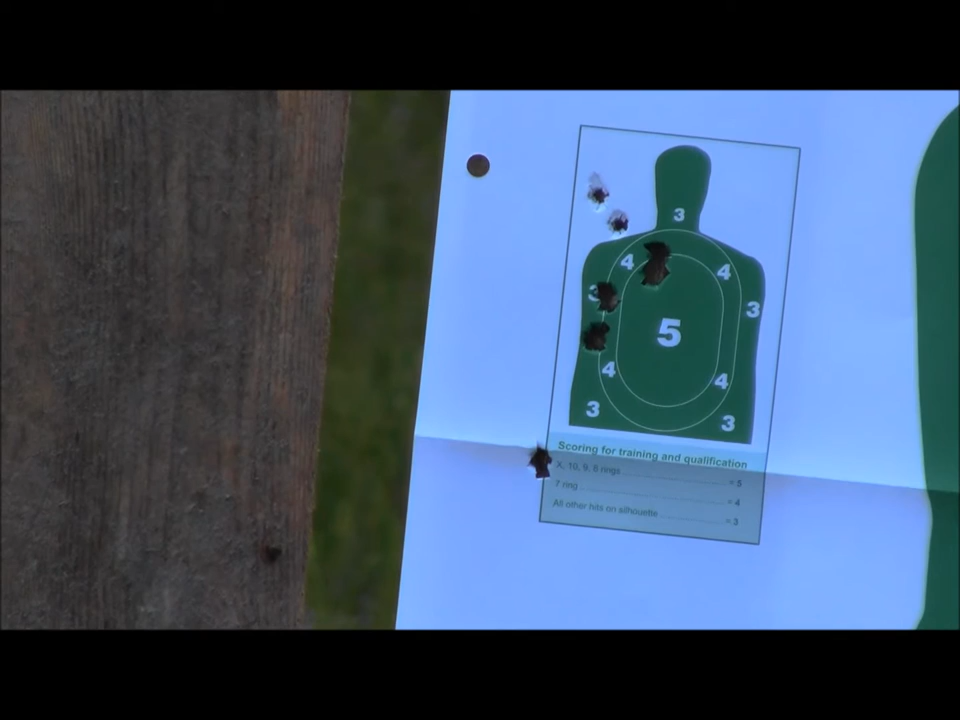 3
4 4
3 3
5
4 4
3 3
Scoring for training and qualification
X, 10, 9, 8 rings = 5
7 ring = 4
All other hits on silhouette = 3